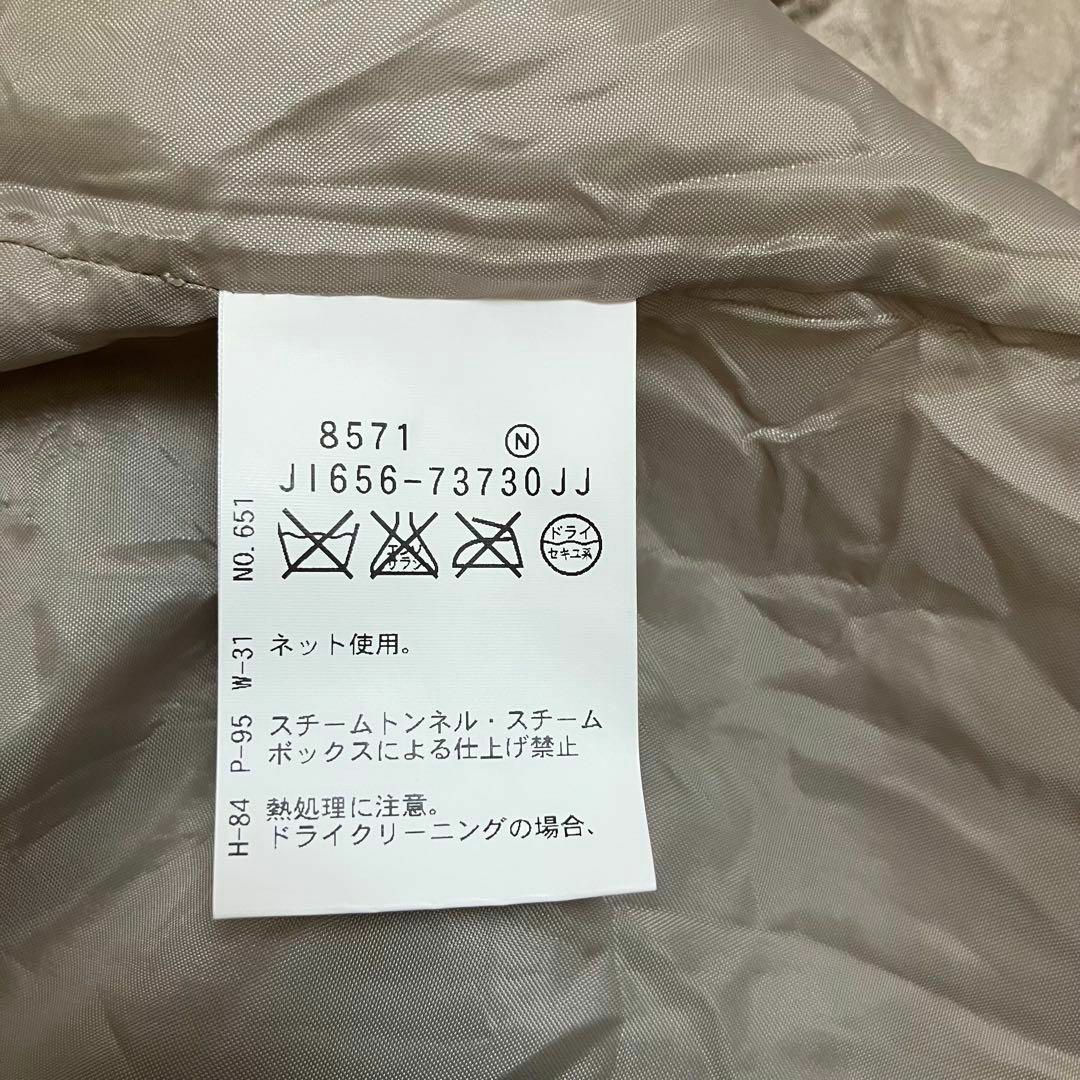 8571 Ⓝ
JI656-73730JJ
エンソ
サラシ
ドライ
セキユ系
ネット使用。
スチームトンネル・スチーム
ボックスによる仕上げ禁止
熱処理に注意。
ドライクリーニングの場合、
H-84 P-95 W-31 NO.651